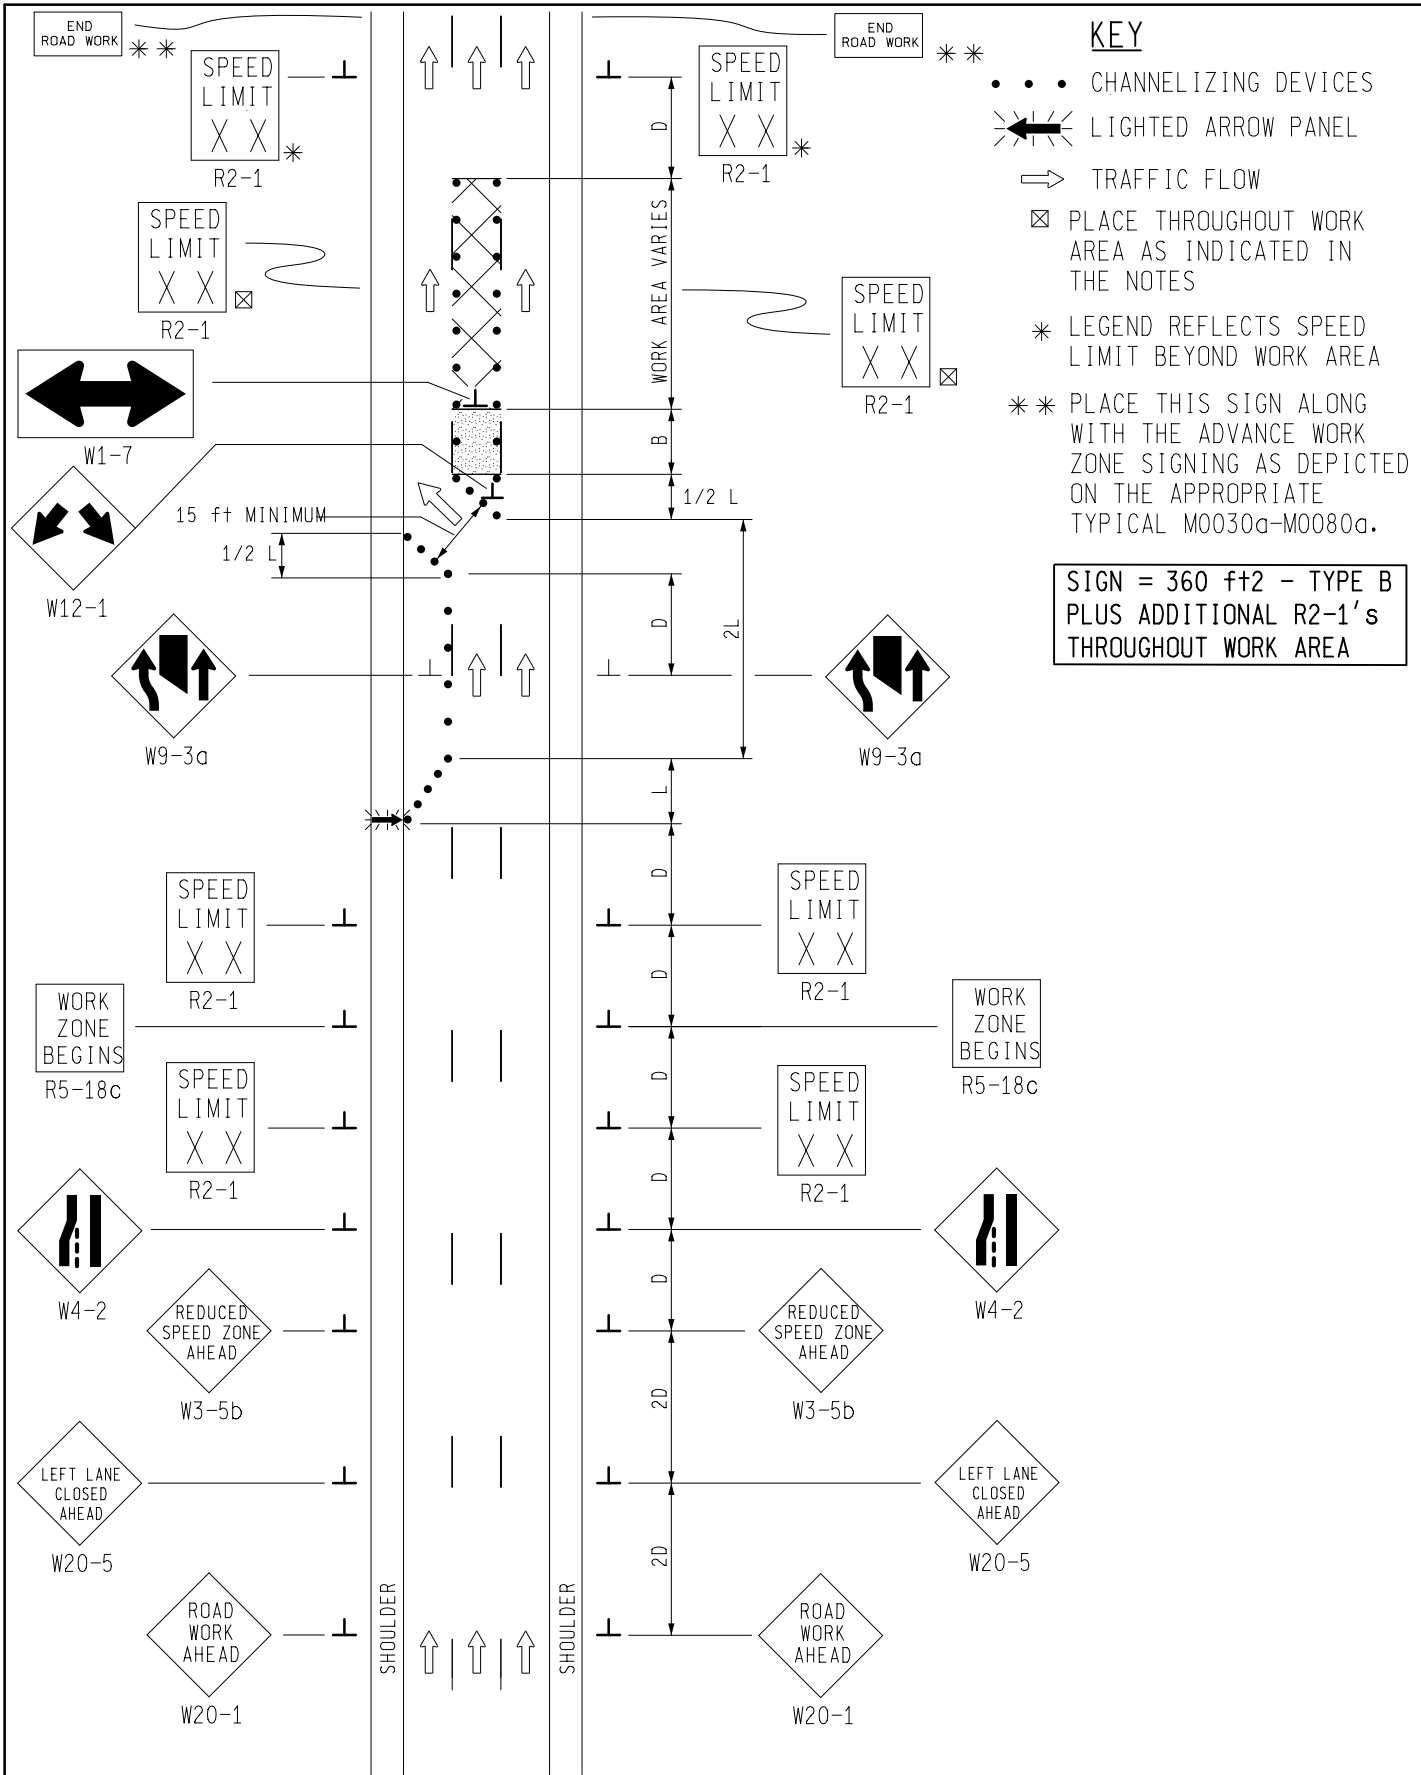 END
ROAD WORK
* *
SPEED
LIMIT
X X
*
R2-1
SPEED
LIMIT
X X
R2-1
W1-7
W12-1
15 ft MINIMUM
1/2 L
W9-3a
SPEED
LIMIT
X X
R2-1
WORK
ZONE
BEGINS
R5-18c
SPEED
LIMIT
X X
R2-1
W4-2
REDUCED
SPEED ZONE
AHEAD
W3-5b
LEFT LANE
CLOSED
AHEAD
W20-5
ROAD
WORK
AHEAD
W20-1
SHOULDER
SHOULDER
END
ROAD WORK
* *
SPEED
LIMIT
X X
*
R2-1
D
WORK AREA VARIES
SPEED
LIMIT
X X
R2-1
B
1/2 L
D
2L
W9-3a
L
D
SPEED
LIMIT
X X
R2-1
D
WORK
ZONE
BEGINS
R5-18c
D
SPEED
LIMIT
X X
R2-1
D
W4-2
D
REDUCED
SPEED ZONE
AHEAD
W3-5b
2D
LEFT LANE
CLOSED
AHEAD
W20-5
2D
ROAD
WORK
AHEAD
W20-1
KEY
CHANNELIZING DEVICES
LIGHTED ARROW PANEL
TRAFFIC FLOW
PLACE THROUGHOUT WORK
AREA AS INDICATED IN
THE NOTES
* LEGEND REFLECTS SPEED
LIMIT BEYOND WORK AREA
* * PLACE THIS SIGN ALONG
WITH THE ADVANCE WORK
ZONE SIGNING AS DEPICTED
ON THE APPROPRIATE
TYPICAL M0030a-M0080a.
SIGN = 360 ft2 - TYPE B
PLUS ADDITIONAL R2-1's
THROUGHOUT WORK AREA